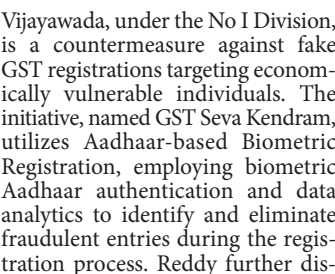 Vijayawada, under the No I Division,
is a countermeasure against fake
GST registrations targeting econom-
ically vulnerable individuals. The
initiative, named GST Seva Kendram,
utilizes Aadhaar-based Biometric
Registration, employing biometric
Aadhaar authentication and data
analytics to identify and eliminate
fraudulent entries during the regis-
tration process. Reddy further dis-